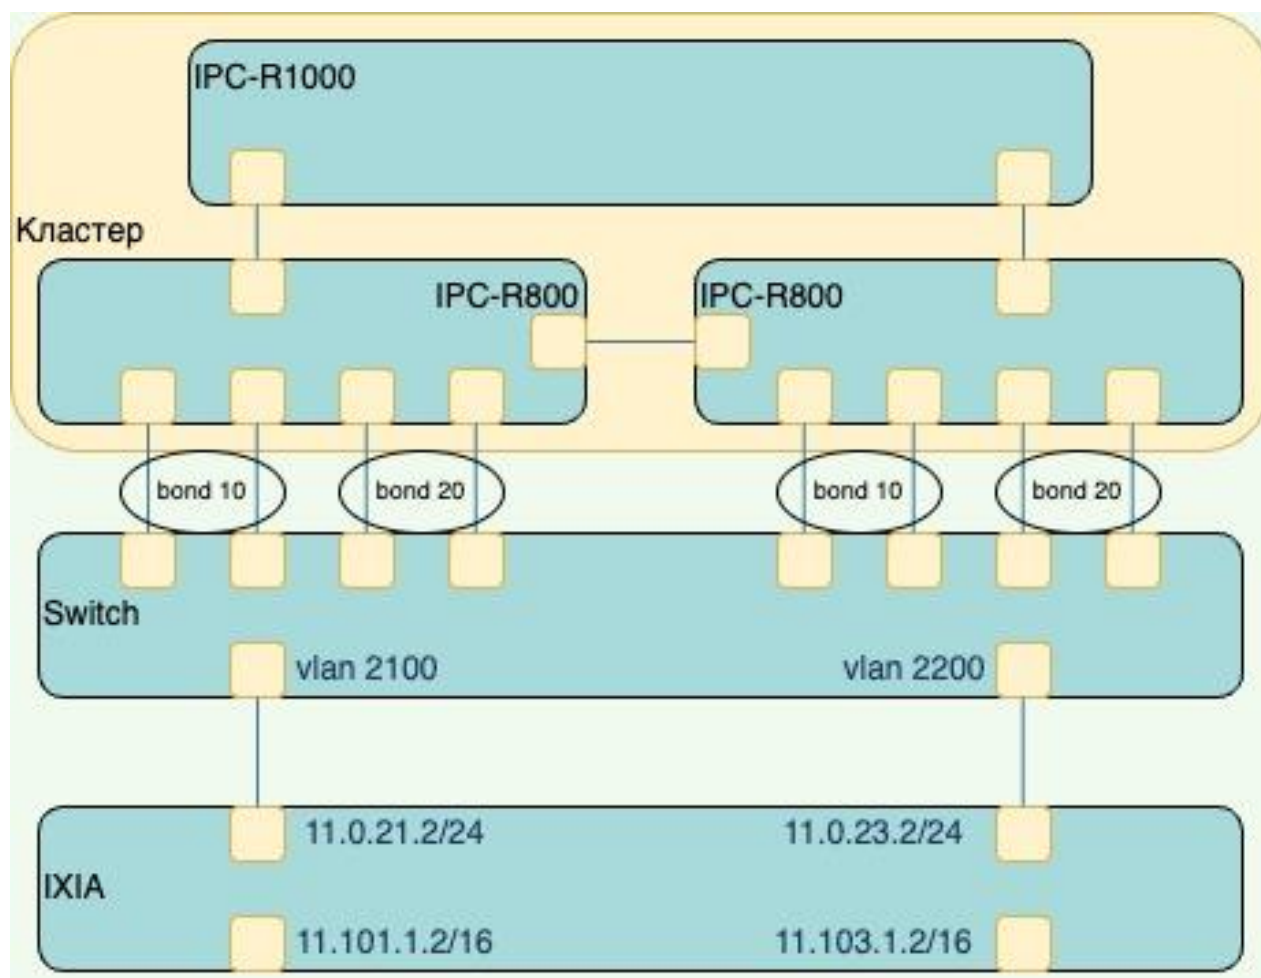 IPC-R1000
Кластер
IPC-R800
IPC-R800
bond 10
bond 20
bond 10
bond 20
Switch
vlan 2100
vlan 2200
11.0.21.2/24
11.0.23.2/24
IXIA
11.101.1.2/16
11.103.1.2/16